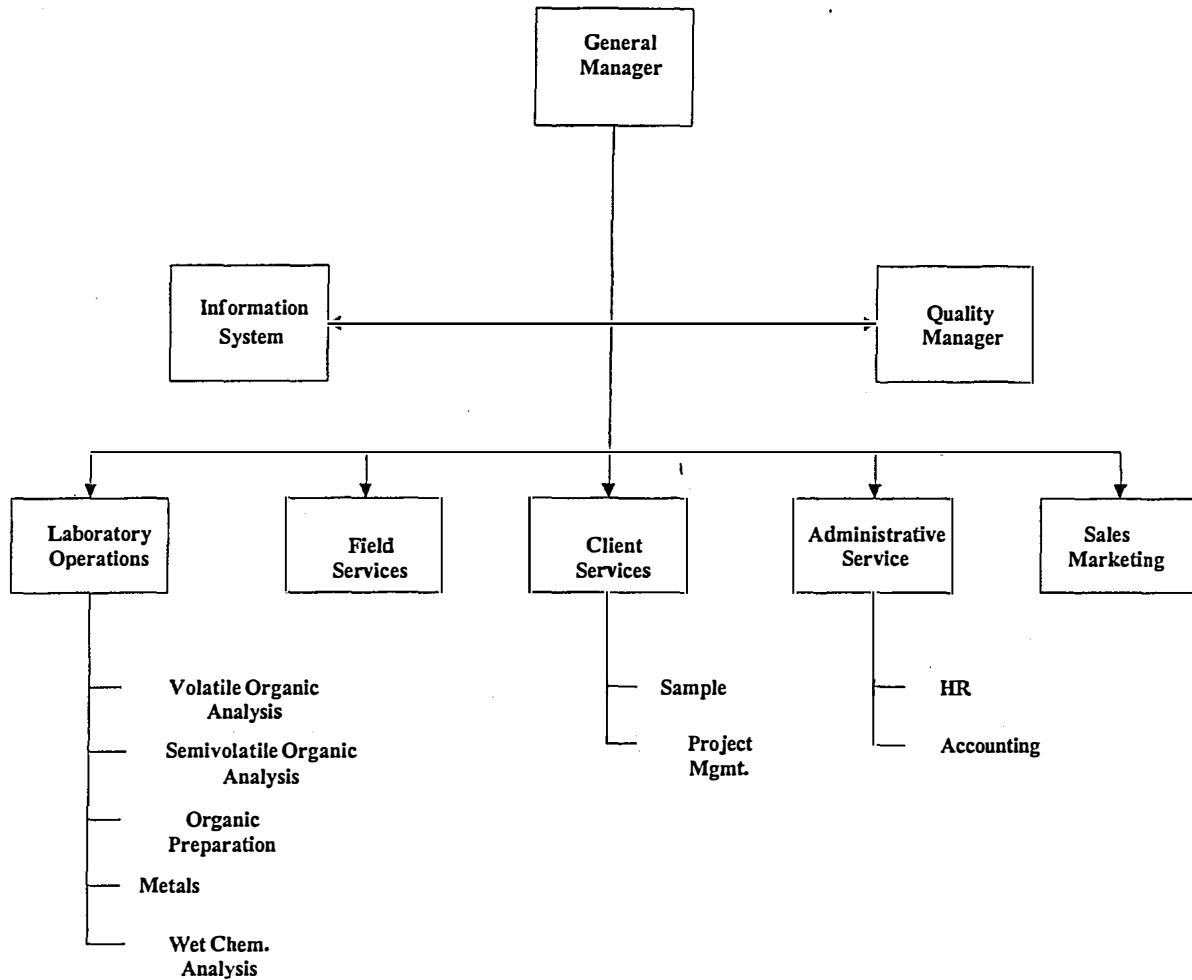 General
Manager
Information
System
Quality
Manager
Laboratory
Operations
Field
Services
Client
Services
Administrative
Service
Sales
Marketing
Volatile Organic
Analysis
Semivolatile Organic
Analysis
Organic
Preparation
Metals
Wet Chem.
Analysis
Sample
Project
Mgmt.
HR
Accounting